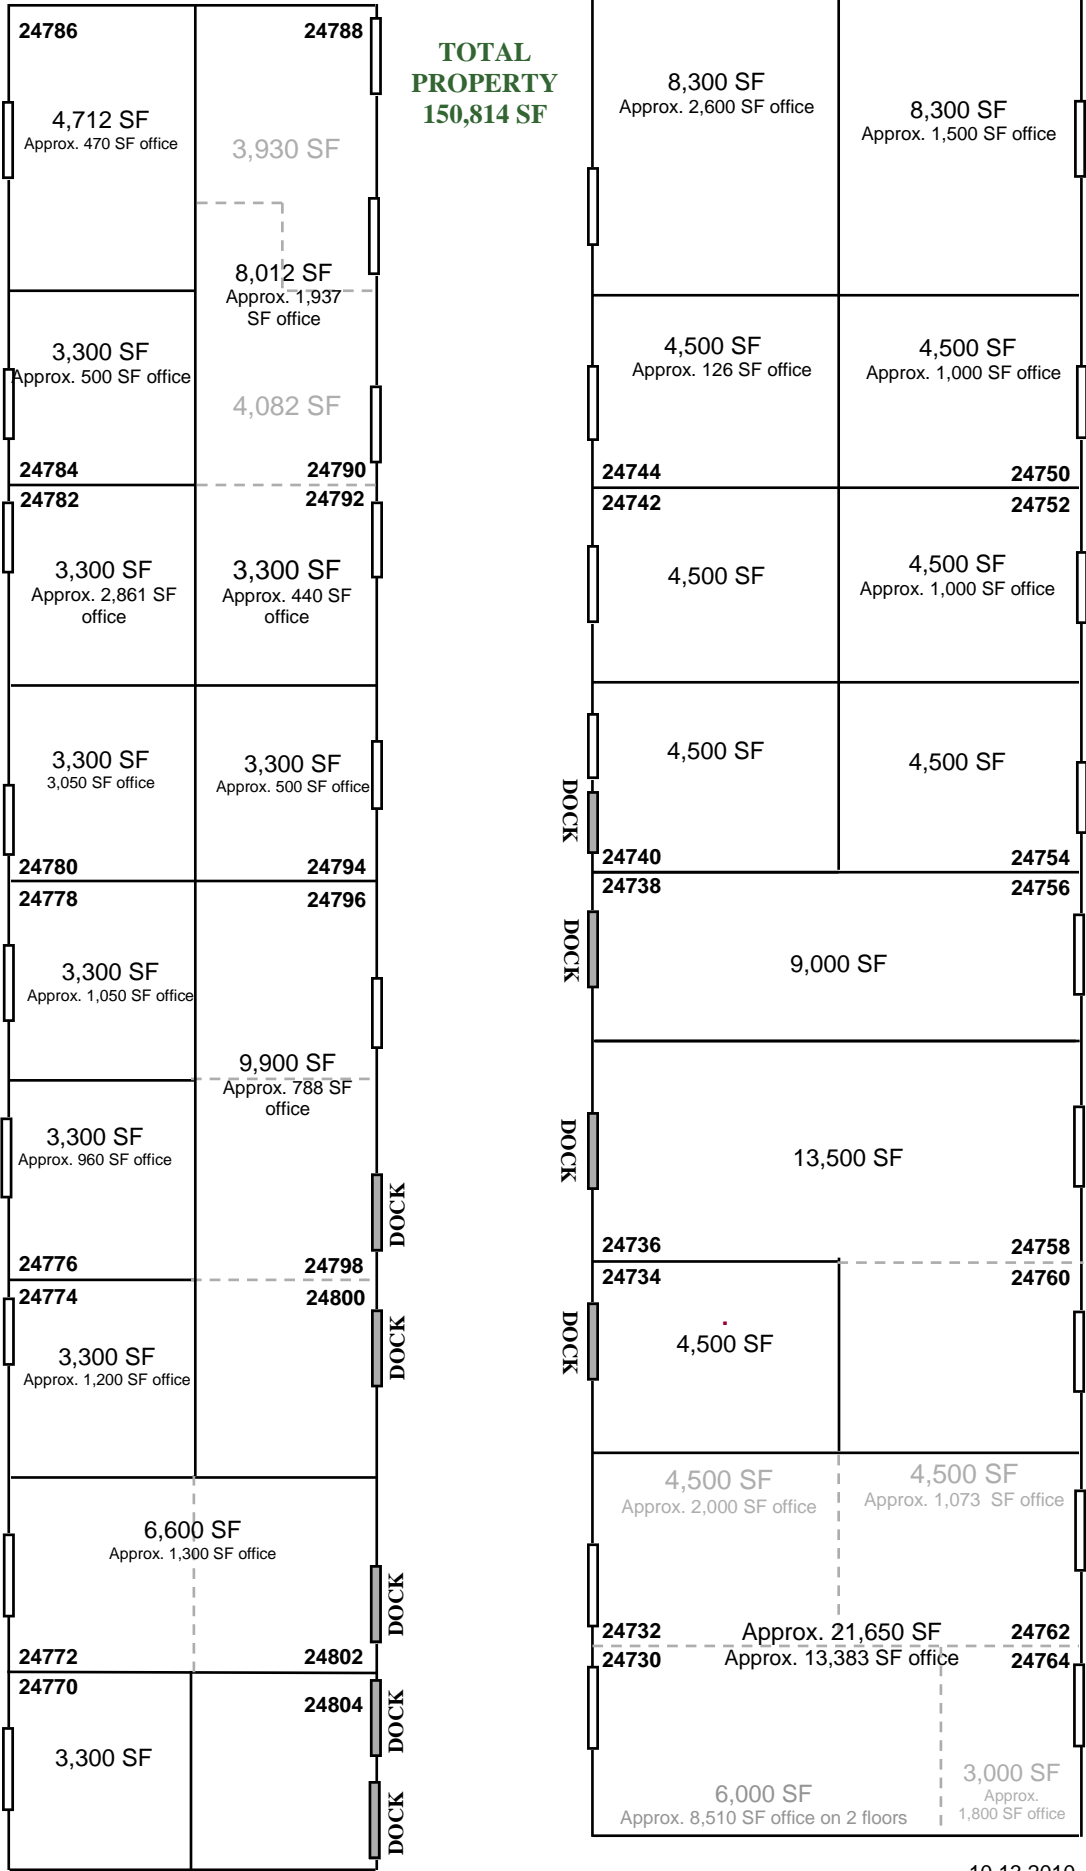 24786
24788
4,712 SF
Approx. 470 SF office
3,930 SF
8,012 SF
Approx. 1,937
SF office
3,300 SF
Approx. 500 SF office
4,082 SF
24784
24790
24782
24792
3,300 SF
Approx. 2,861 SF
office
3,300 SF
Approx. 440 SF
office
3,300 SF
3,050 SF office
3,300 SF
Approx. 500 SF office
24780
24794
24778
24796
3,300 SF
Approx. 1,050 SF office
9,900 SF
Approx. 788 SF
office
3,300 SF
Approx. 960 SF office
DOCK
24776
24798
24774
24800
3,300 SF
Approx. 1,200 SF office
DOCK
6,600 SF
Approx. 1,300 SF office
DOCK
24772
24802
24770
24804
DOCK
3,300 SF
DOCK
TOTAL
PROPERTY
150,814 SF
8,300 SF
Approx. 2,600 SF office
8,300 SF
Approx. 1,500 SF office
4,500 SF
Approx. 126 SF office
4,500 SF
Approx. 1,000 SF office
24744
24750
24742
24752
4,500 SF
4,500 SF
Approx. 1,000 SF office
4,500 SF
4,500 SF
DOCK
24740
24754
24738
24756
DOCK
9,000 SF
DOCK
13,500 SF
24736
24758
24734
24760
DOCK
4,500 SF
4,500 SF
Approx. 2,000 SF office
4,500 SF
Approx. 1,073 SF office
24732
Approx. 21,650 SF
24762
24730
Approx. 13,383 SF office
24764
6,000 SF
Approx. 8,510 SF office on 2 floors
3,000 SF
Approx.
1,800 SF office
10.13.2010